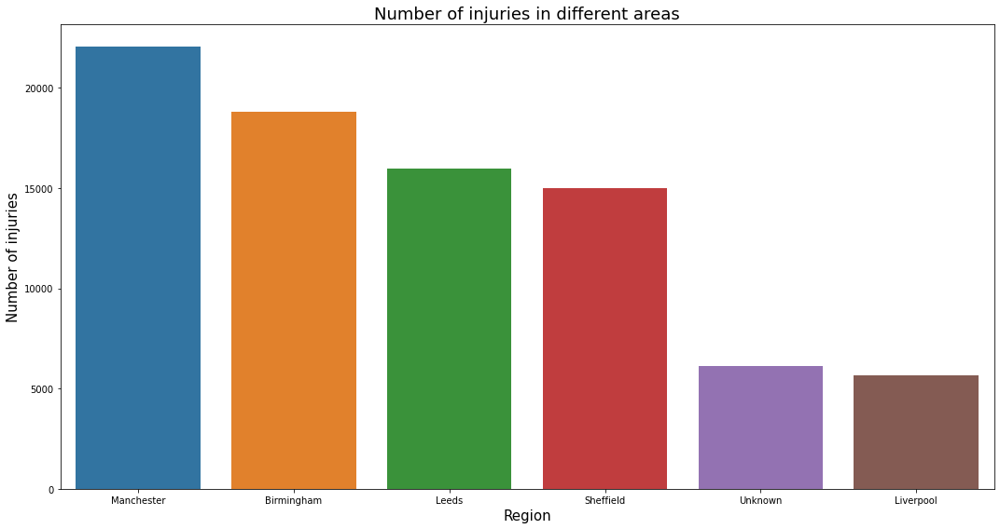 Number of injuries in different areas
Number of injuries
20000
15000
10000
5000
0
Manchester Birmingham Leeds Sheffield Unknown Liverpool
Region